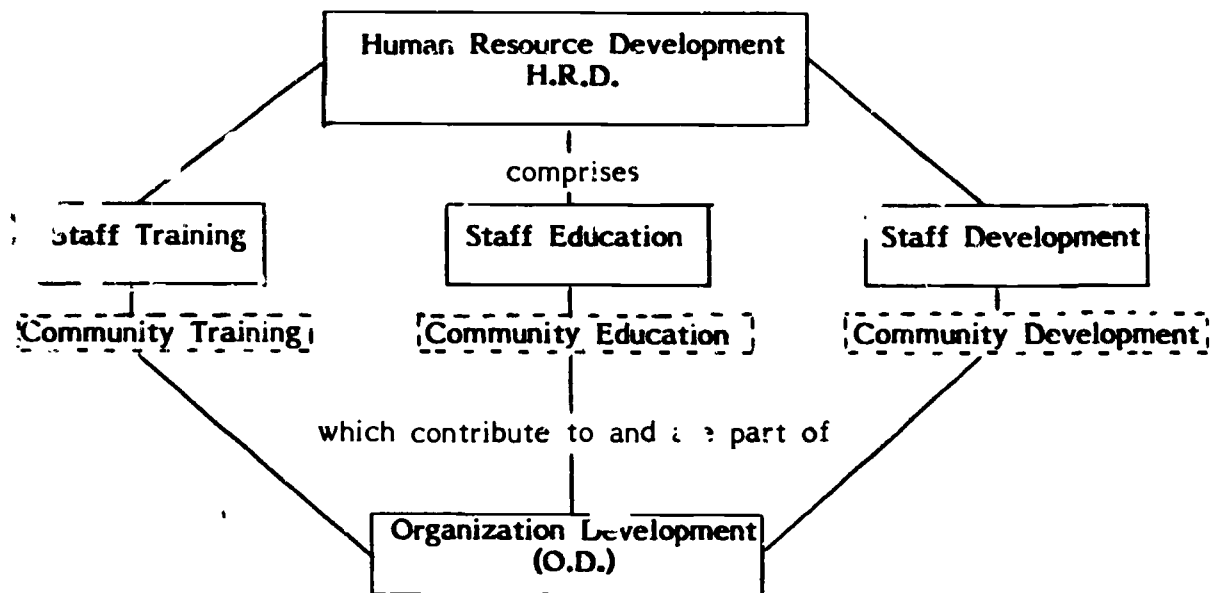 Human Resource Development
H.R.D.
comprises
Staff Training
Staff Education
Staff Development
Community Training
Community Education
Community Development
which contribute to and are part of
Organization Development
(O.D.)